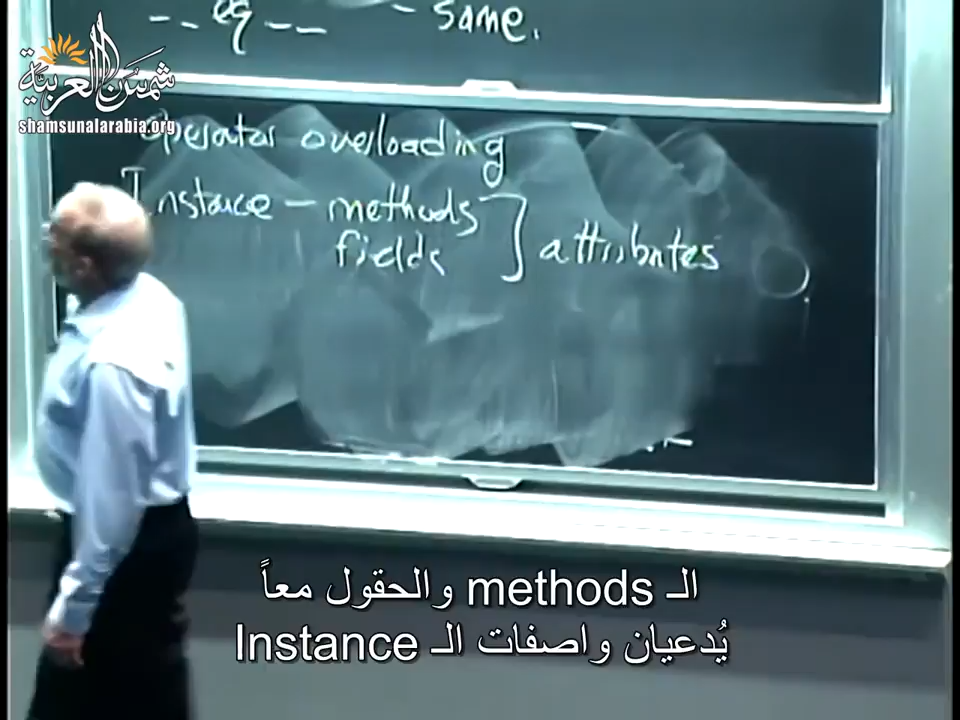 -- eq -- - same.
شمس العربية
shamsunalarabia.org
operator overloading
Instance - methods
fields
attributes
الـ methods والحقول معاً
يُدعيان واصفات الـ Instance